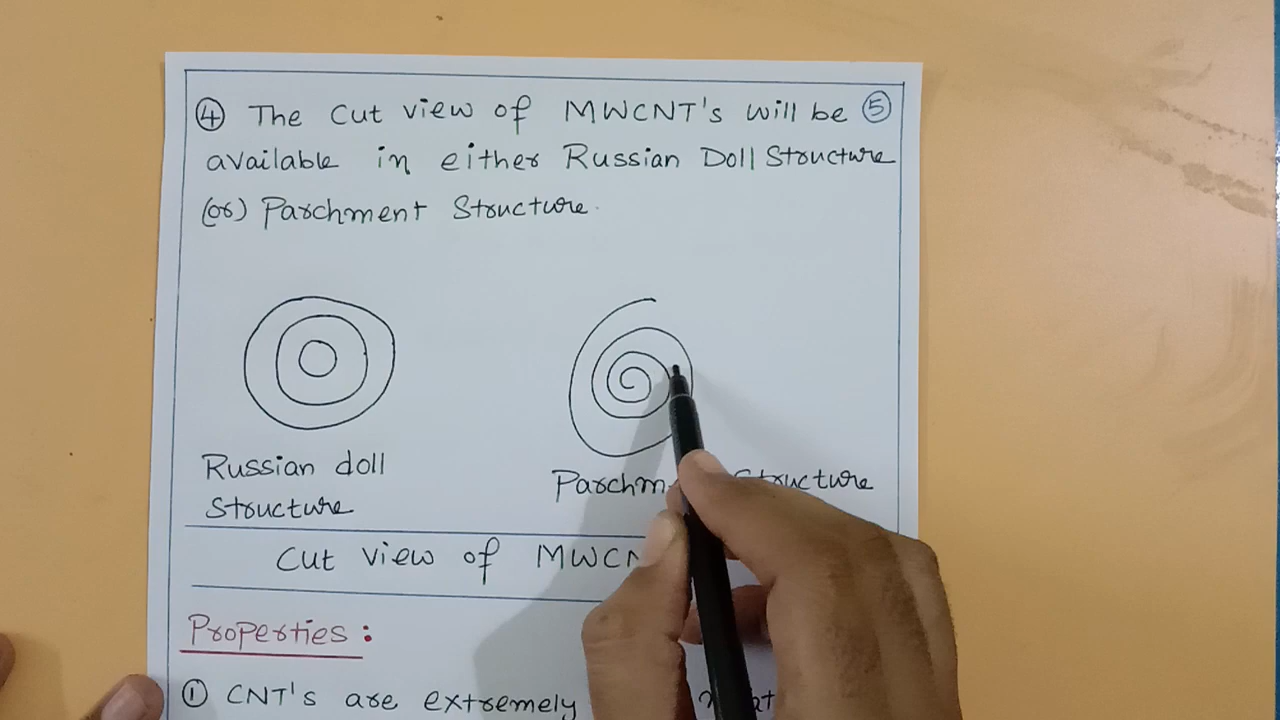 ④ The cut view of MWCNT's will be ⑤
available in either Russian Doll Structure
(or) Parchment Structure.
Russian doll
Structure
Parchm Structure
Cut view of MWCN
Properties:
① CNT's are extremely